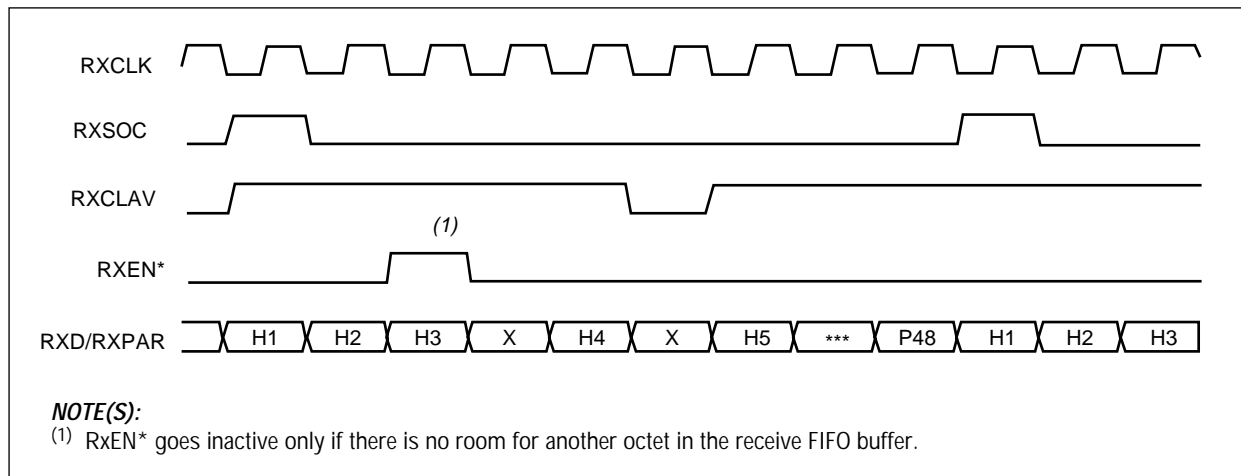 RXCLK
RXSOC
RXCLAV
(1)
RXEN*
RXD/RXPAR H1 H2 H3 X H4 X H5 *** P48 H1 H2 H3
NOTE(S):
(1) RxEN* goes inactive only if there is no room for another octet in the receive FIFO buffer.